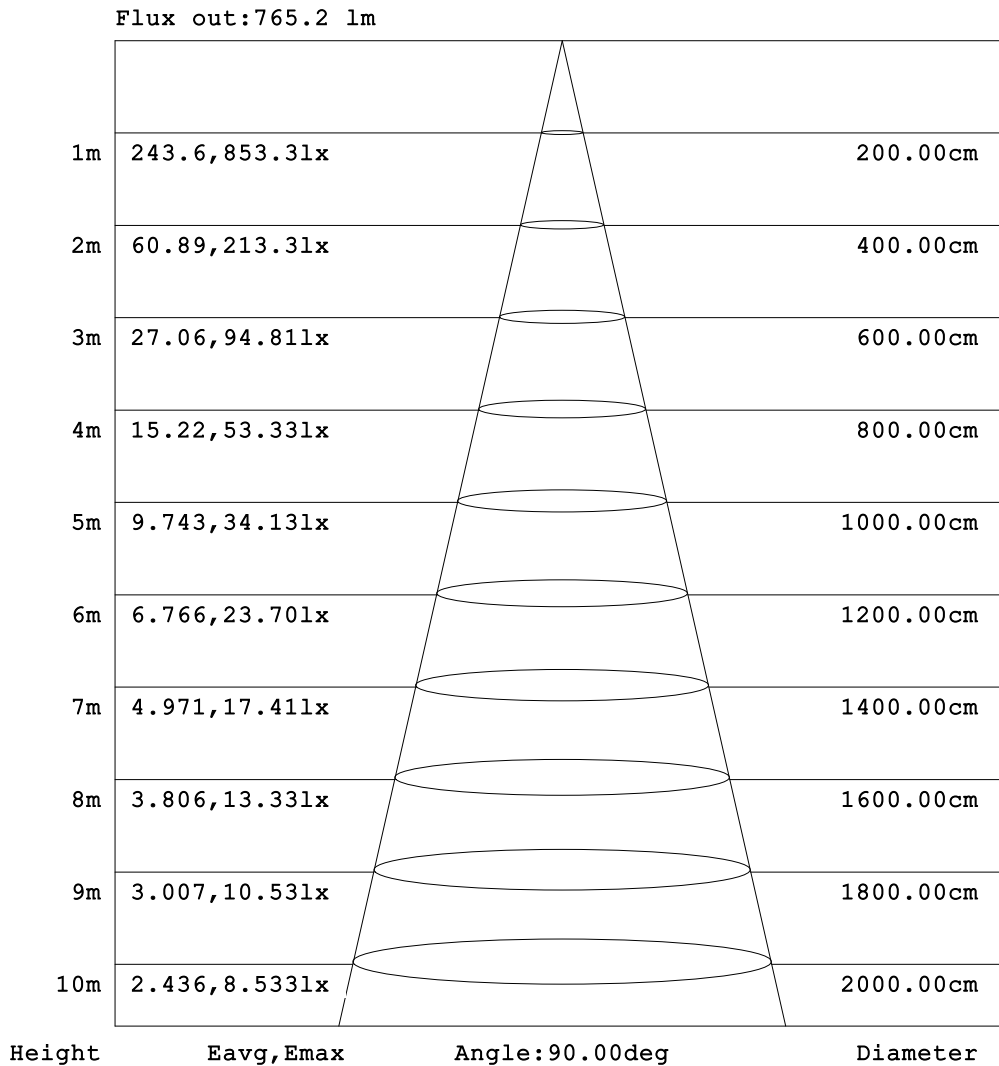 Flux out:765.2 lm
1m 243.6,853.3lx 200.00cm
2m 60.89,213.3lx 400.00cm
3m 27.06,94.81lx 600.00cm
4m 15.22,53.33lx 800.00cm
5m 9.743,34.13lx 1000.00cm
6m 6.766,23.70lx 1200.00cm
7m 4.971,17.41lx 1400.00cm
8m 3.806,13.33lx 1600.00cm
9m 3.007,10.53lx 1800.00cm
10m 2.436,8.533lx 2000.00cm
Height Eavg,Emax Angle:90.00deg Diameter